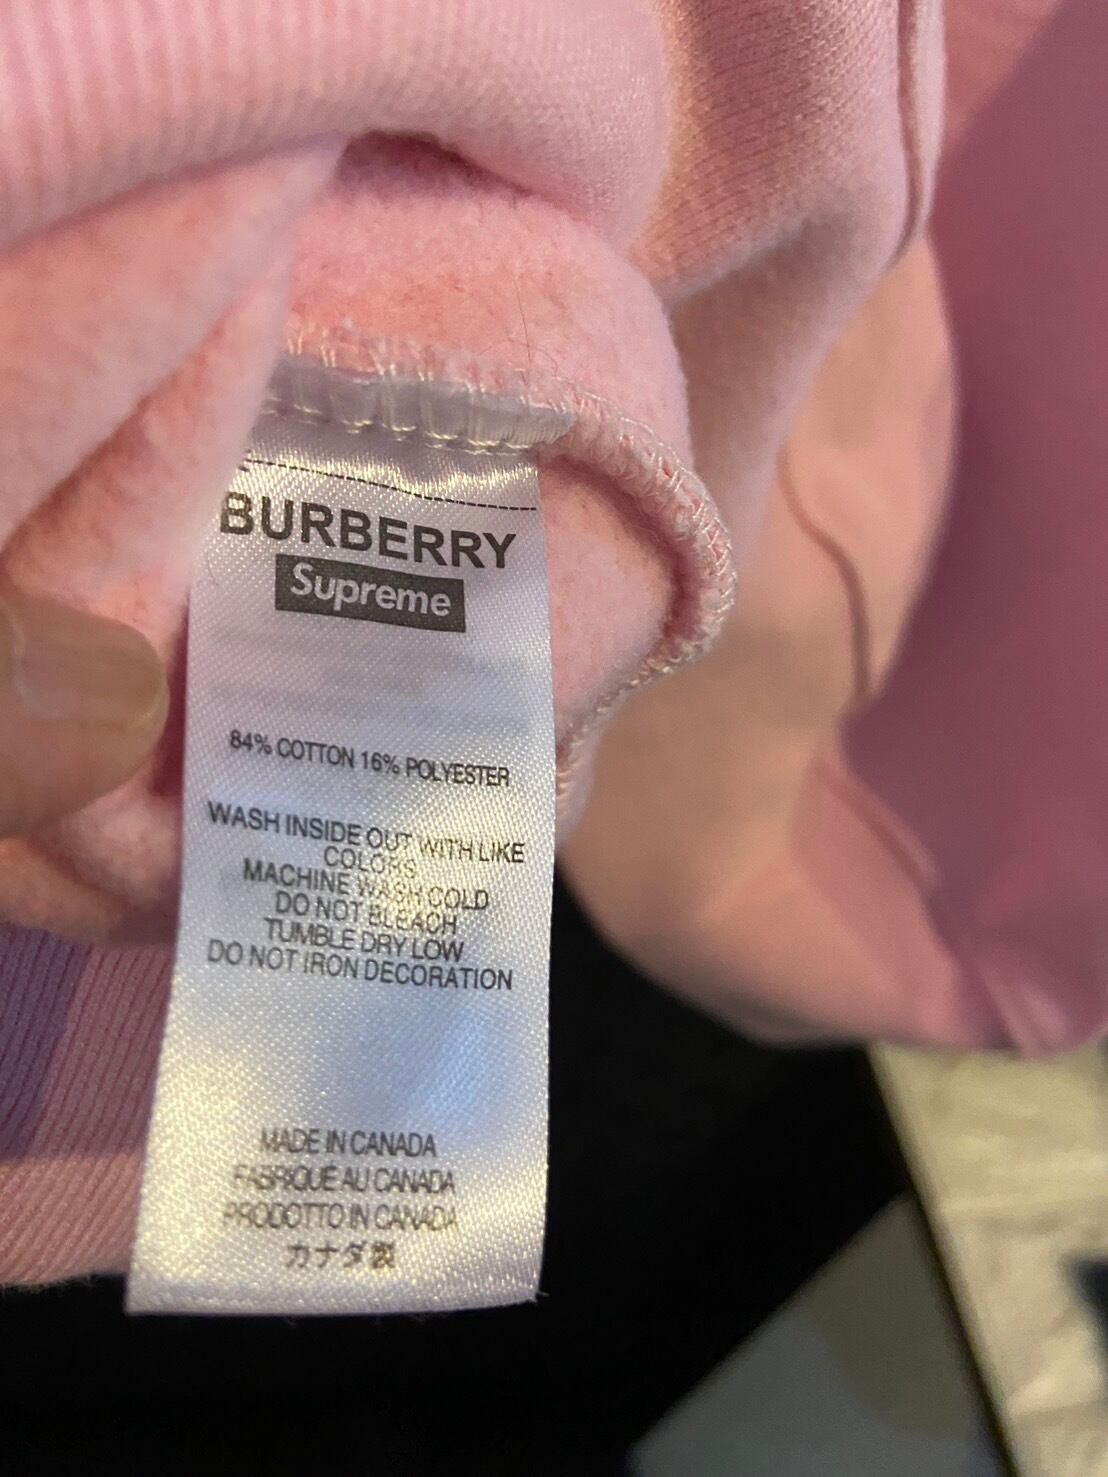 BURBERRY
Supreme
84% COTTON 16% POLYESTER
WASH INSIDE OUT WITH LIKE
COLORS
MACHINE WASH COLD
DO NOT BLEACH
TUMBLE DRY LOW
DO NOT IRON DECORATION
MADE IN CANADA
FABRIQUÉ AU CANADA
PRODOTTO IN CANADA
カナダ製